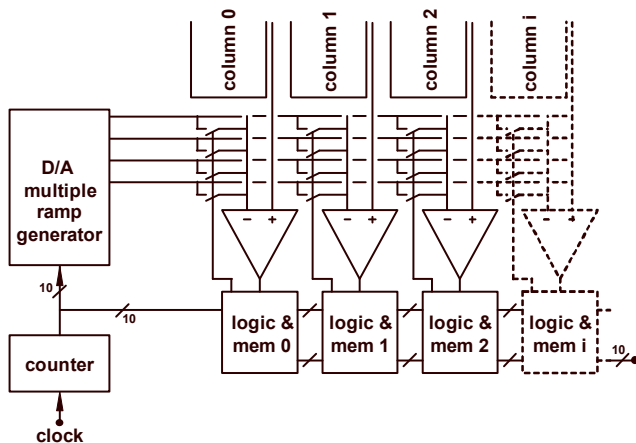 column 0
column 1
column 2
column i
D/A
multiple
ramp
generator
− +
− +
− +
− +
10
10
logic &
mem 0
logic &
mem 1
logic &
mem 2
logic &
mem i
10
counter
clock